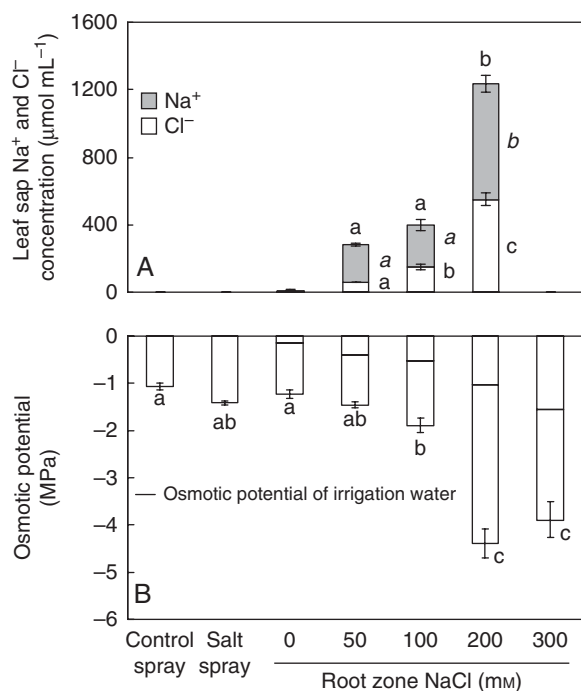 1600
1200
800
400
0
Leaf sap Na⁺ and Cl⁻
concentration (μmol mL⁻¹)
Na⁺
Cl⁻
A
a
a
a
a
a
b
b
b
c
0
−1
−2
−3
−4
−5
−6
Osmotic potential
(MPa)
a
ab
a
ab
b
c
c
Osmotic potential of irrigation water
B
Control
spray
Salt
spray
0 50 100 200 300
Root zone NaCl (mM)